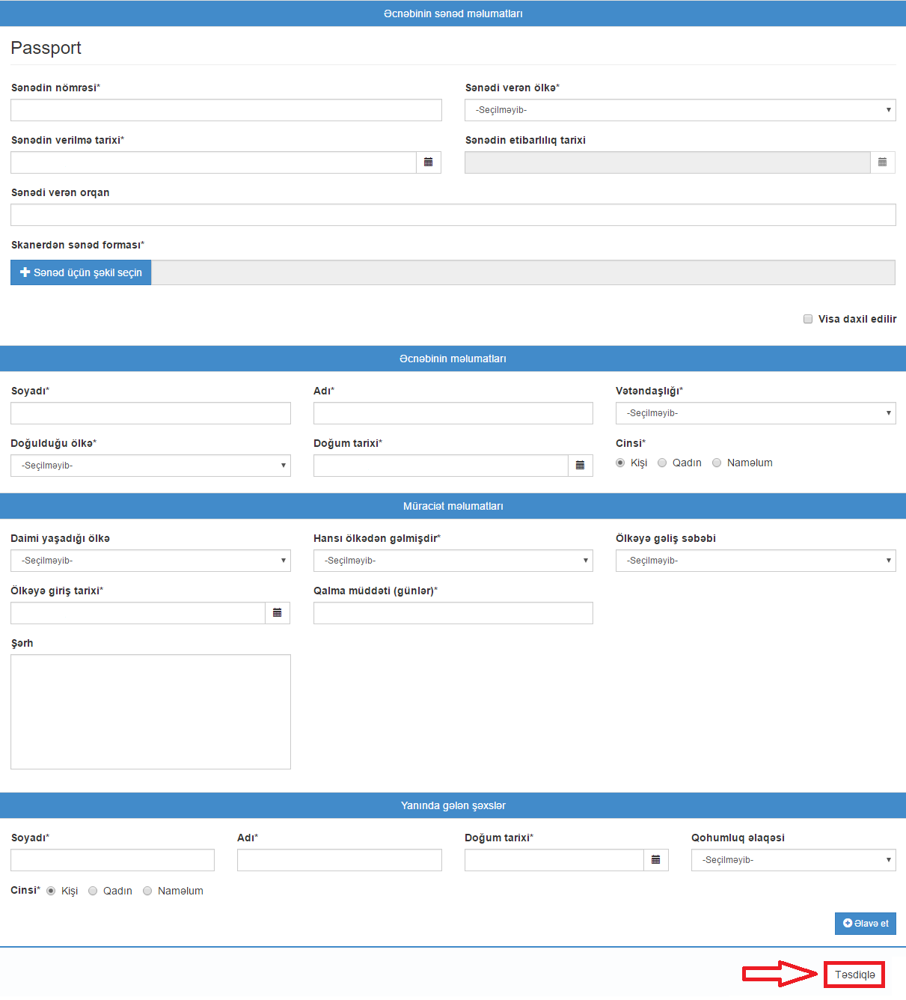 Əcnəbinin sənəd məlumatları
Passport
Sənədin nömrəsi* Sənədi verən ölkə*
-Seçilməyib-
Sənədin verilmə tarixi* Sənədin etibarlılıq tarixi
Sənədi verən orqan
Skanerdən sənəd forması*
Sənəd üçün şəkil seçin
Visa daxil edilir
Əcnəbinin məlumatları
Soyadı* Adı* Vətəndaşlığı*
-Seçilməyib-
Doğulduğu ölkə* Doğum tarixi* Cinsi*
-Seçilməyib- Kişi Qadın Naməlum
Müraciət məlumatları
Daimi yaşadığı ölkə Hansı ölkədən gəlmişdir* Ölkəyə gəliş səbəbi
-Seçilməyib- -Seçilməyib- -Seçilməyib-
Ölkəyə giriş tarixi* Qalma müddəti (günlər)*
Şərh
Yanında gələn şəxslər
Soyadı* Adı* Doğum tarixi* Qohumluq əlaqəsi
-Seçilməyib-
Cinsi* Kişi Qadın Naməlum
Əlavə et
Təsdiqlə